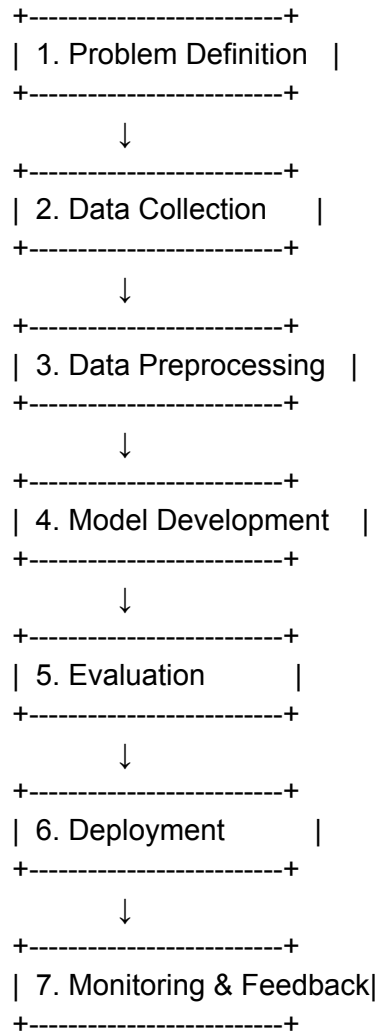 +--------------------------+
| 1. Problem Definition |
+--------------------------+
↓
+--------------------------+
| 2. Data Collection |
+--------------------------+
↓
+--------------------------+
| 3. Data Preprocessing |
+--------------------------+
↓
+--------------------------+
| 4. Model Development |
+--------------------------+
↓
+--------------------------+
| 5. Evaluation |
+--------------------------+
↓
+--------------------------+
| 6. Deployment |
+--------------------------+
↓
+--------------------------+
| 7. Monitoring & Feedback|
+--------------------------+